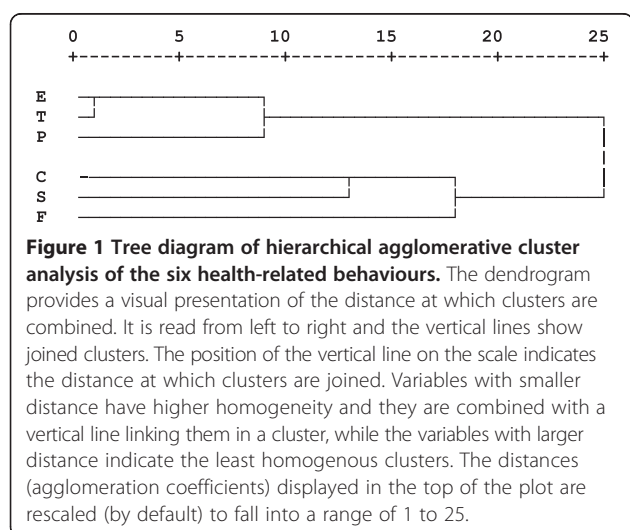 0 5 10 15 20 25
+---------+---------+---------+---------+---------+
E
T
P
C
S
F
Figure 1 Tree diagram of hierarchical agglomerative cluster
analysis of the six health-related behaviours. The dendrogram
provides a visual presentation of the distance at which clusters are
combined. It is read from left to right and the vertical lines show
joined clusters. The position of the vertical line on the scale indicates
the distance at which clusters are joined. Variables with smaller
distance have higher homogeneity and they are combined with a
vertical line linking them in a cluster, while the variables with larger
distance indicate the least homogenous clusters. The distances
(agglomeration coefficients) displayed in the top of the plot are
rescaled (by default) to fall into a range of 1 to 25.